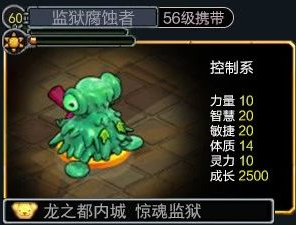 60 监狱腐蚀者 56级携带
控制系
力量 10
智慧 20
敏捷 20
体质 14
灵力 10
成长 2500
龙之都内城 惊魂监狱